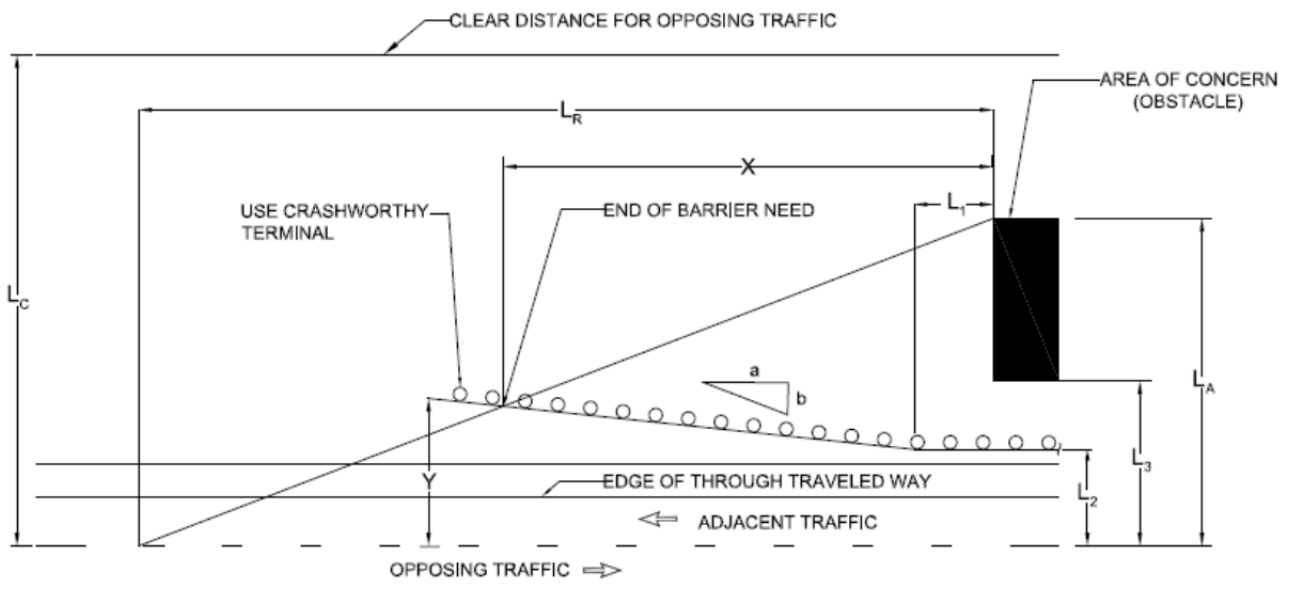 CLEAR DISTANCE FOR OPPOSING TRAFFIC
AREA OF CONCERN
(OBSTACLE)
LR
X
L1
USE CRASHWORTHY
TERMINAL
END OF BARRIER NEED
LC
a
b
LA
L3
Y
EDGE OF THROUGH TRAVELED WAY
L2
ADJACENT TRAFFIC
OPPOSING TRAFFIC